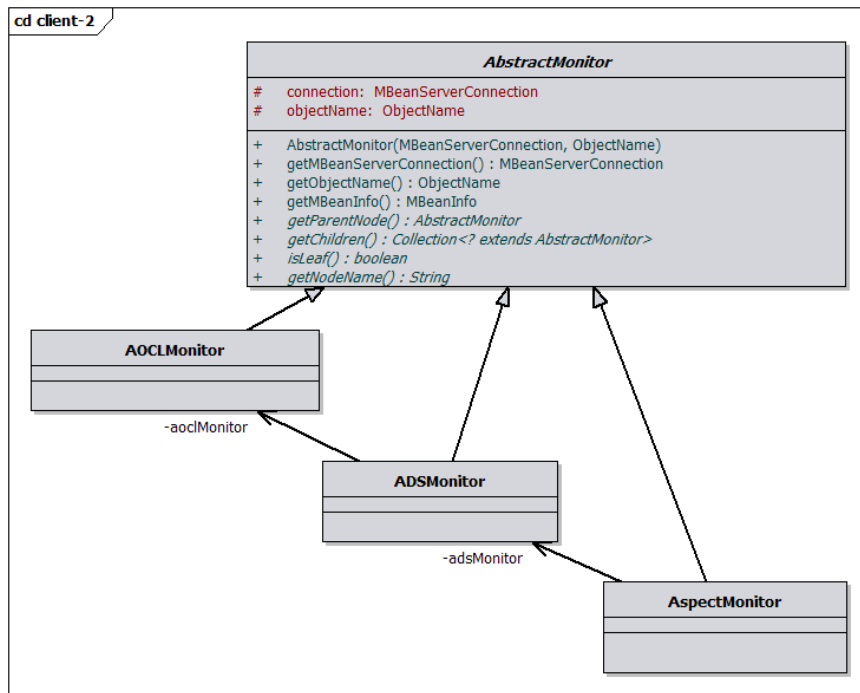 cd client-2
AbstractMonitor
# connection: MBeanServerConnection
# objectName: ObjectName
+ AbstractMonitor(MBeanServerConnection, ObjectName)
+ getMBeanServerConnection() : MBeanServerConnection
+ getObjectName() : ObjectName
+ getMBeanInfo() : MBeanInfo
+ getParentNode() : AbstractMonitor
+ getChildren() : Collection<? extends AbstractMonitor>
+ isLeaf() : boolean
+ getNodeName() : String
AOCLMonitor
-aoclMonitor
ADSMonitor
-adsMonitor
AspectMonitor